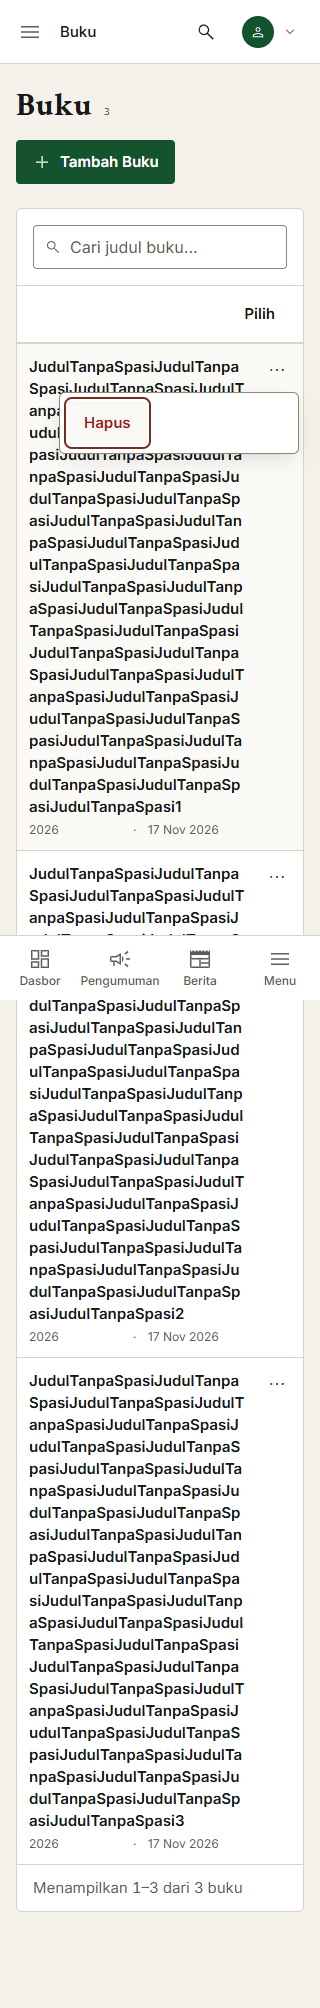 Buku
Buku 3
Tambah Buku
Cari judul buku...
Pilih
JudulTanpaSpasiJudulTanpa
SpasiJudulTanpaSpasiJudulT
anpa
udul
Hapus
pasiJudulTanpaSpasiJudulTa
npaSpasiJudulTanpaSpasiJu
dulTanpaSpasiJudulTanpaSp
asiJudulTanpaSpasiJudulTan
paSpasiJudulTanpaSpasiJud
ulTanpaSpasiJudulTanpaSpa
siJudulTanpaSpasiJudulTanp
aSpasiJudulTanpaSpasiJudul
TanpaSpasiJudulTanpaSpasi
JudulTanpaSpasiJudulTanpa
SpasiJudulTanpaSpasiJudulT
anpaSpasiJudulTanpaSpasiJ
udulTanpaSpasiJudulTanpaS
pasiJudulTanpaSpasiJudulTa
npaSpasiJudulTanpaSpasiJu
dulTanpaSpasiJudulTanpaSp
asiJudulTanpaSpasi1
2026 · 17 Nov 2026
JudulTanpaSpasiJudulTanpa
SpasiJudulTanpaSpasiJudulT
anpaSpasiJudulTanpaSpasiJ
Dasbor Pengumuman Berita Menu
dulTanpaSpasiJudulTanpaSp
asiJudulTanpaSpasiJudulTan
paSpasiJudulTanpaSpasiJud
ulTanpaSpasiJudulTanpaSpa
siJudulTanpaSpasiJudulTanp
aSpasiJudulTanpaSpasiJudul
TanpaSpasiJudulTanpaSpasi
JudulTanpaSpasiJudulTanpa
SpasiJudulTanpaSpasiJudulT
anpaSpasiJudulTanpaSpasiJ
udulTanpaSpasiJudulTanpaS
pasiJudulTanpaSpasiJudulTa
npaSpasiJudulTanpaSpasiJu
dulTanpaSpasiJudulTanpaSp
asiJudulTanpaSpasi2
2026 · 17 Nov 2026
JudulTanpaSpasiJudulTanpa
SpasiJudulTanpaSpasiJudulT
anpaSpasiJudulTanpaSpasiJ
udulTanpaSpasiJudulTanpaS
pasiJudulTanpaSpasiJudulTa
npaSpasiJudulTanpaSpasiJu
dulTanpaSpasiJudulTanpaSp
asiJudulTanpaSpasiJudulTan
paSpasiJudulTanpaSpasiJud
ulTanpaSpasiJudulTanpaSpa
siJudulTanpaSpasiJudulTanp
aSpasiJudulTanpaSpasiJudul
TanpaSpasiJudulTanpaSpasi
JudulTanpaSpasiJudulTanpa
SpasiJudulTanpaSpasiJudulT
anpaSpasiJudulTanpaSpasiJ
udulTanpaSpasiJudulTanpaS
pasiJudulTanpaSpasiJudulTa
npaSpasiJudulTanpaSpasiJu
dulTanpaSpasiJudulTanpaSp
asiJudulTanpaSpasi3
2026 · 17 Nov 2026
Menampilkan 1–3 dari 3 buku